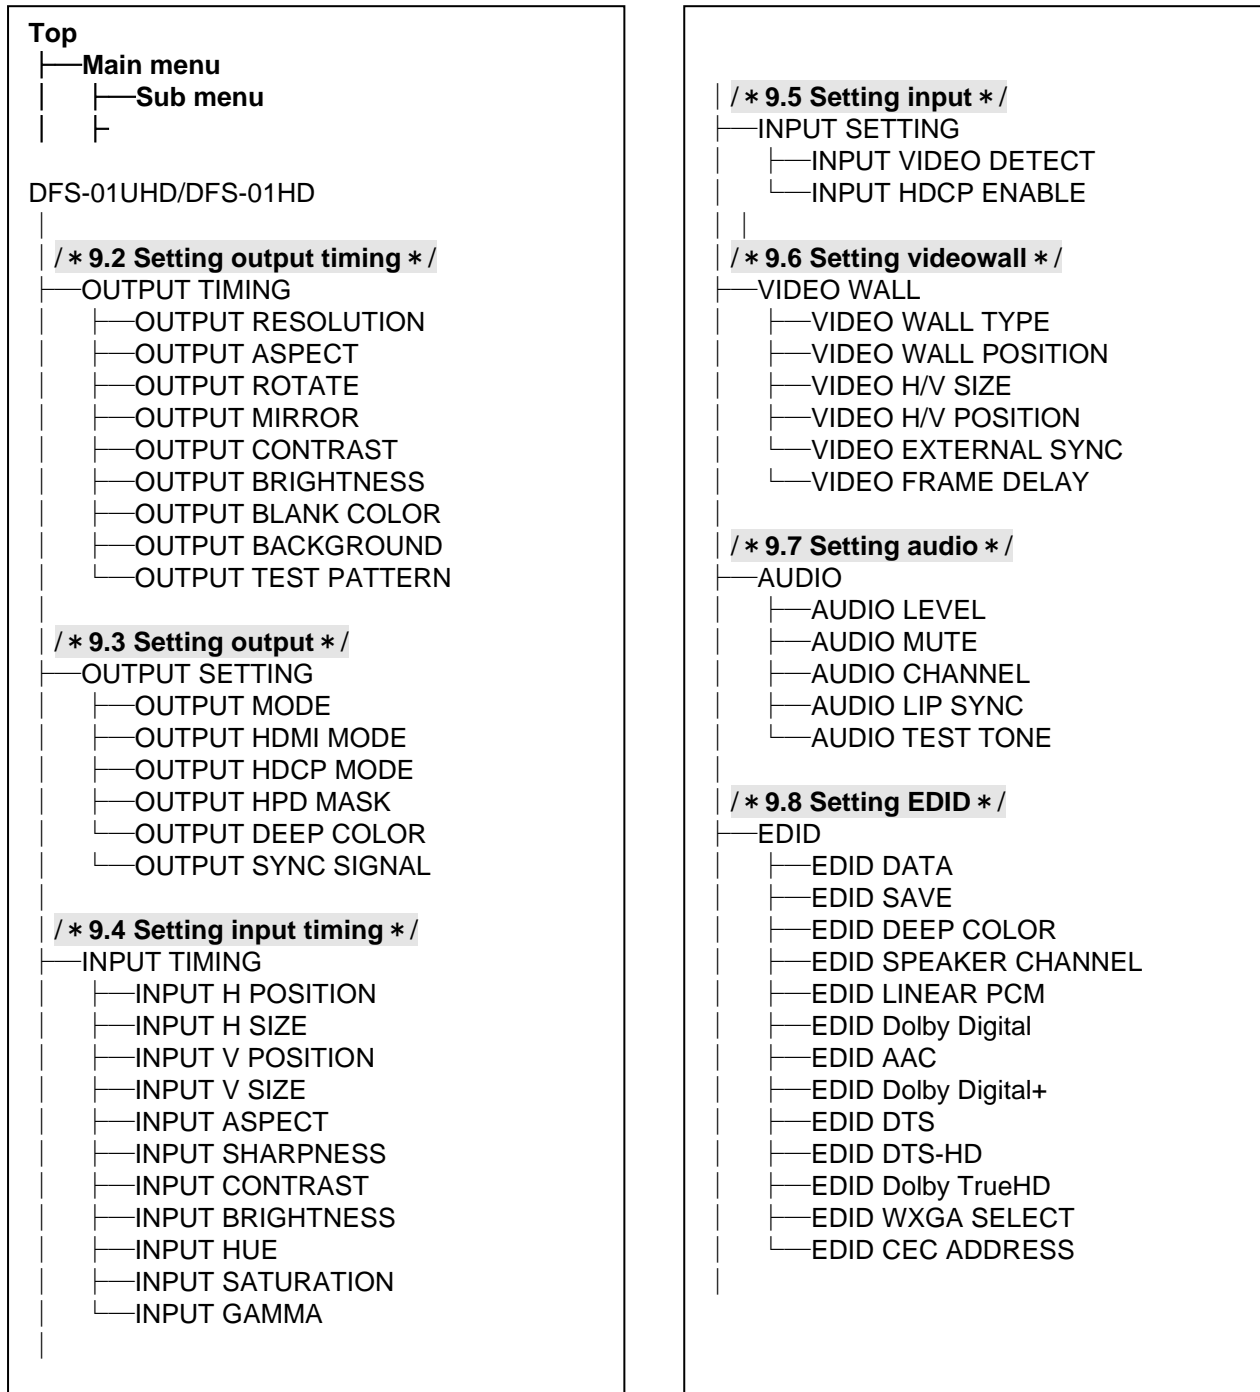 Top
├──Main menu
│ ├──Sub menu
│ ├
DFS-01UHD/DFS-01HD
│
│ /＊9.2 Setting output timing＊/
├──OUTPUT TIMING
│ ├──OUTPUT RESOLUTION
│ ├──OUTPUT ASPECT
│ ├──OUTPUT ROTATE
│ ├──OUTPUT MIRROR
│ ├──OUTPUT CONTRAST
│ ├──OUTPUT BRIGHTNESS
│ ├──OUTPUT BLANK COLOR
│ ├──OUTPUT BACKGROUND
│ └──OUTPUT TEST PATTERN
│
│ /＊9.3 Setting output＊/
├──OUTPUT SETTING
│ ├──OUTPUT MODE
│ ├──OUTPUT HDMI MODE
│ ├──OUTPUT HDCP MODE
│ ├──OUTPUT HPD MASK
│ └──OUTPUT DEEP COLOR
│ └──OUTPUT SYNC SIGNAL
│
│ /＊9.4 Setting input timing＊/
├──INPUT TIMING
│ ├──INPUT H POSITION
│ ├──INPUT H SIZE
│ ├──INPUT V POSITION
│ ├──INPUT V SIZE
│ ├──INPUT ASPECT
│ ├──INPUT SHARPNESS
│ ├──INPUT CONTRAST
│ ├──INPUT BRIGHTNESS
│ ├──INPUT HUE
│ ├──INPUT SATURATION
│ └──INPUT GAMMA
│
│ /＊9.5 Setting input＊/
├──INPUT SETTING
│ ├──INPUT VIDEO DETECT
│ └──INPUT HDCP ENABLE
│ │
│ /＊9.6 Setting videowall＊/
├──VIDEO WALL
│ ├──VIDEO WALL TYPE
│ ├──VIDEO WALL POSITION
│ ├──VIDEO H/V SIZE
│ ├──VIDEO H/V POSITION
│ └──VIDEO EXTERNAL SYNC
│ └──VIDEO FRAME DELAY
│
│ /＊9.7 Setting audio＊/
├──AUDIO
│ ├──AUDIO LEVEL
│ ├──AUDIO MUTE
│ ├──AUDIO CHANNEL
│ ├──AUDIO LIP SYNC
│ └──AUDIO TEST TONE
│
│ /＊9.8 Setting EDID＊/
├──EDID
│ ├──EDID DATA
│ ├──EDID SAVE
│ ├──EDID DEEP COLOR
│ ├──EDID SPEAKER CHANNEL
│ ├──EDID LINEAR PCM
│ ├──EDID Dolby Digital
│ ├──EDID AAC
│ ├──EDID Dolby Digital+
│ ├──EDID DTS
│ ├──EDID DTS-HD
│ ├──EDID Dolby TrueHD
│ ├──EDID WXGA SELECT
│ └──EDID CEC ADDRESS
│